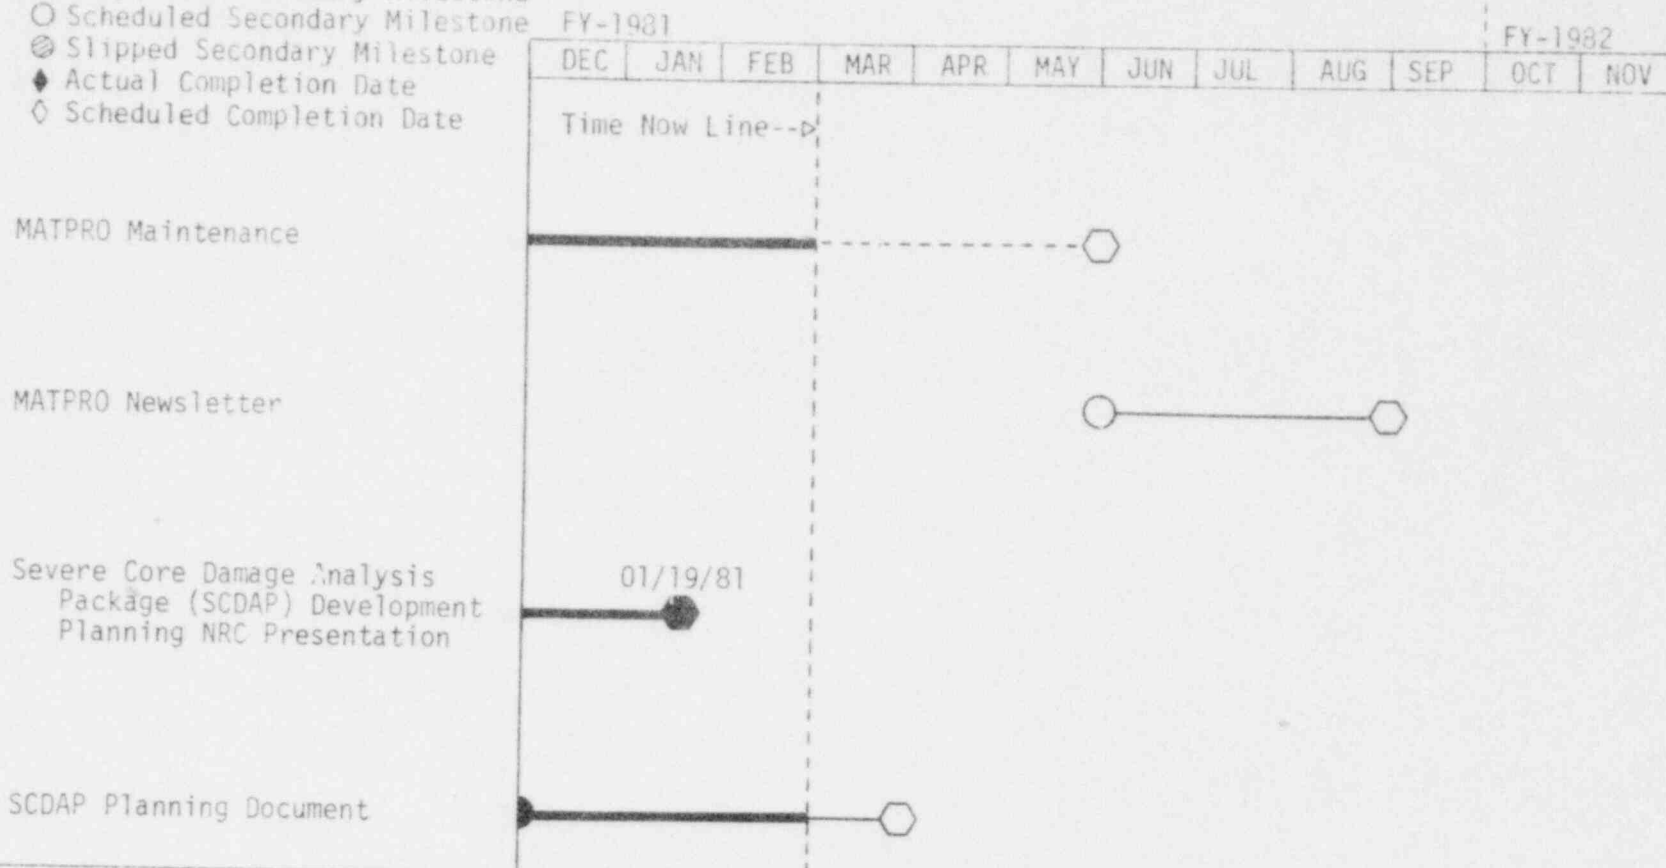 ○ Scheduled Secondary Milestone FY-1981
FY-1982
Slipped Secondary Milestone
DEC JAN FEB MAR APR MAY JUN JUL AUG SEP OCT NOV
♦ Actual Completion Date
◊ Scheduled Completion Date
Time Now Line--▷
MATPRO Maintenance
MATPRO Newsletter
Severe Core Damage Analysis
Package (SCDAP) Development
Planning NRC Presentation
01/19/81
SCDAP Planning Document